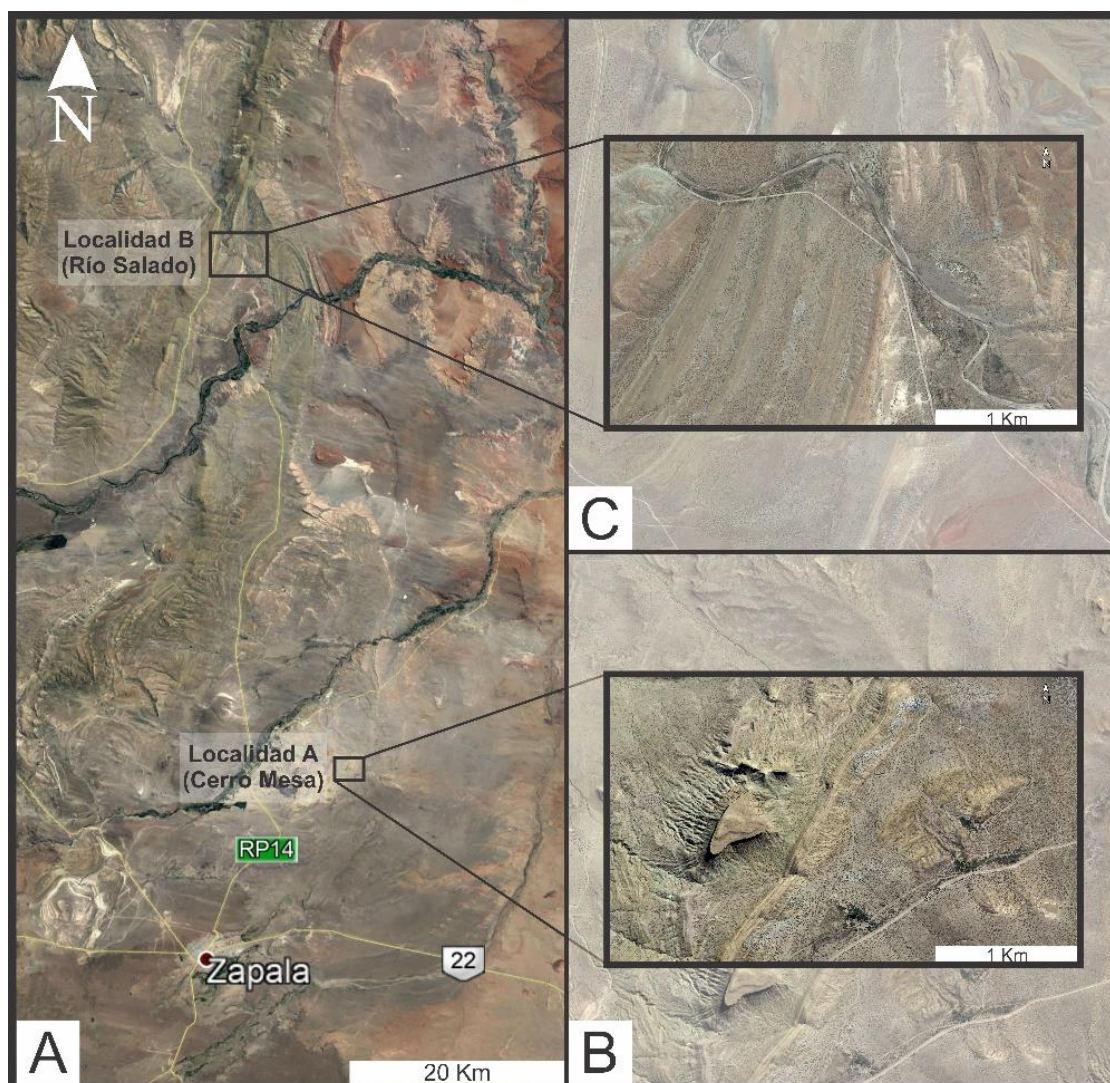 N
Localidad B
(Río Salado)
Localidad A
(Cerro Mesa)
RP14
Zapala
22
20 Km
A
N
1 Km
C
N
1 Km
B